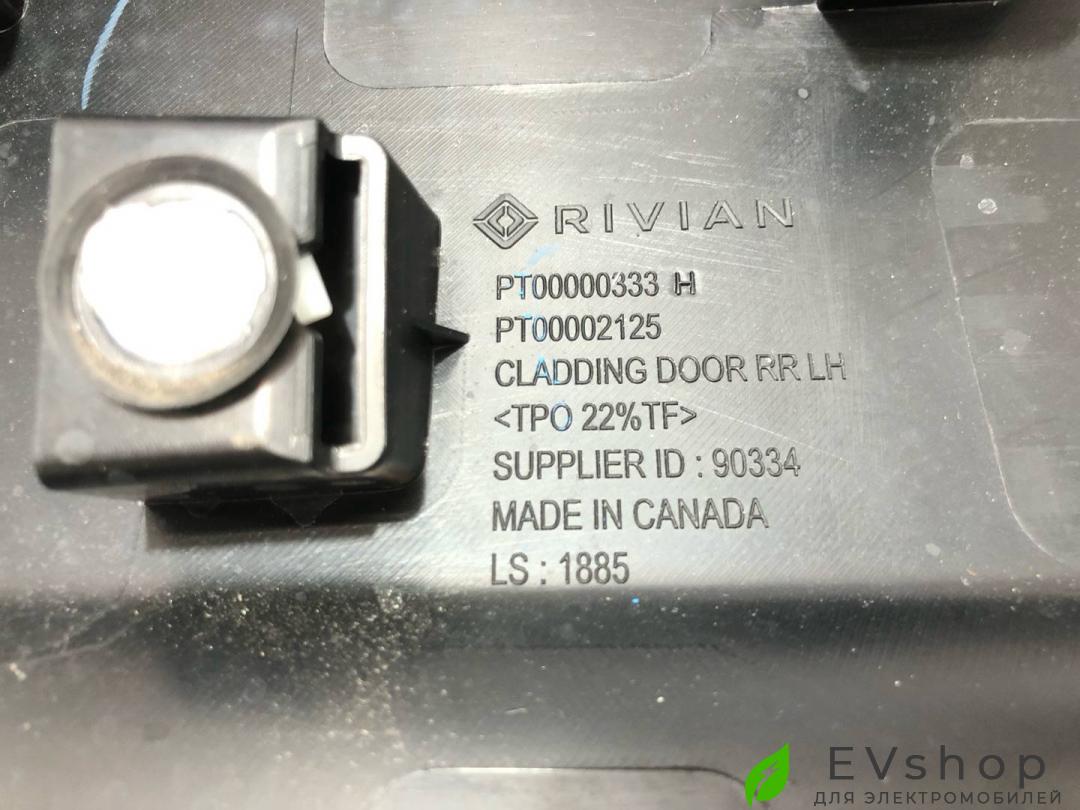 RIVIAN
PT00000333 H
PT00002125
CLADDING DOOR RR LH
<TPO 22%TF>
SUPPLIER ID : 90334
MADE IN CANADA
LS : 1885
EVshop
ДЛЯ ЭЛЕКТРОМОБИЛЕЙ